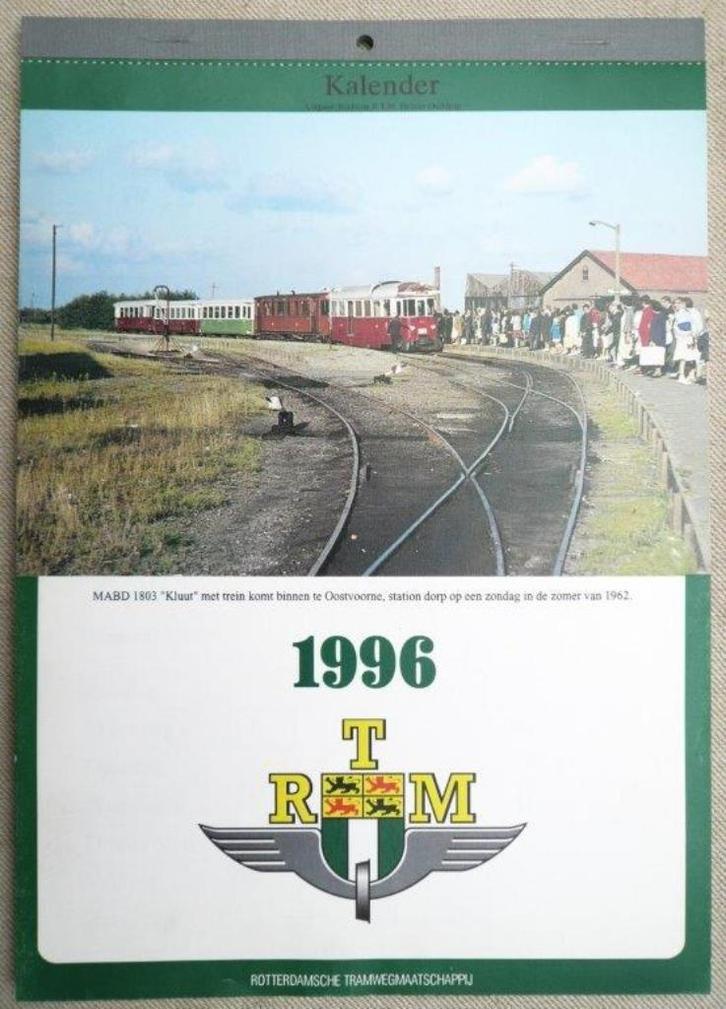 Kalender
MABD 1803 "Kluut" met trein komt binnen te Oostvoorne, station dorp op een zondag in de zomer van 1962.
1996
T
R M
ROTTERDAMSCHE TRAMWEGMAATSCHAPPIJ